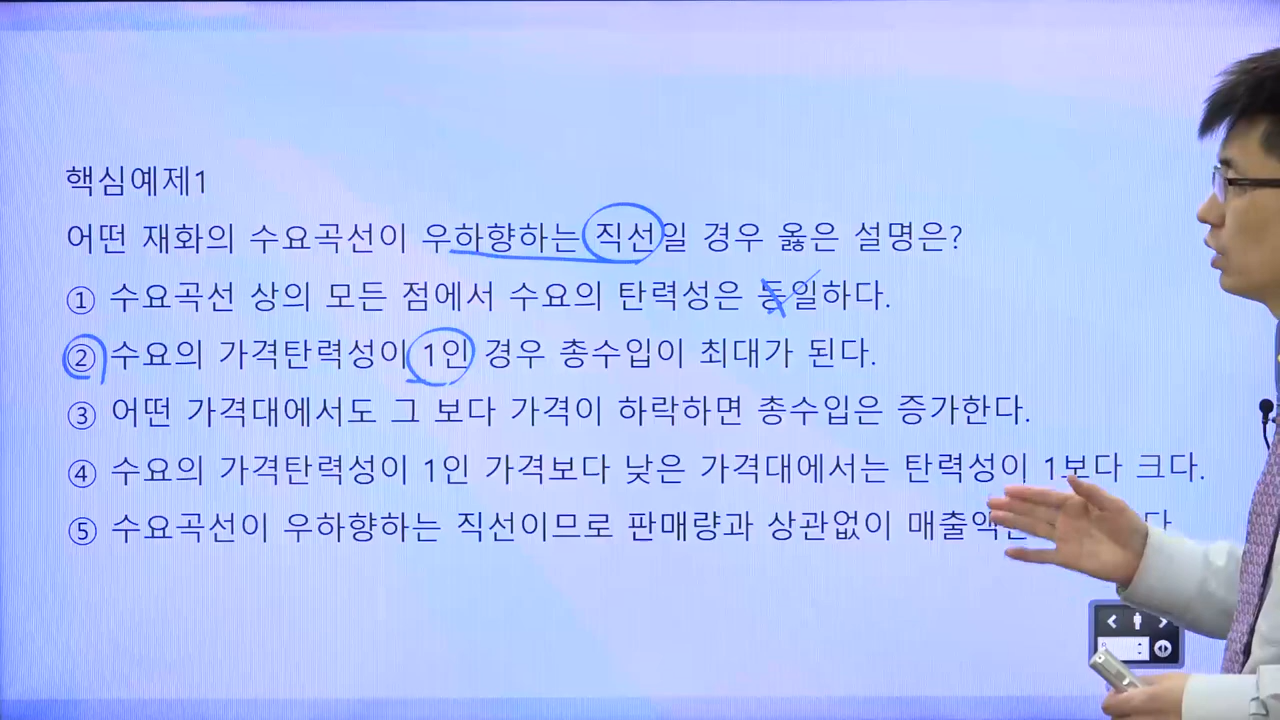 핵심예제1
어떤 재화의 수요곡선이 우하향하는 직선일 경우 옳은 설명은?
① 수요곡선 상의 모든 점에서 수요의 탄력성은 동일하다.
② 수요의 가격탄력성이 1인 경우 총수입이 최대가 된다.
③ 어떤 가격대에서도 그 보다 가격이 하락하면 총수입은 증가한다.
④ 수요의 가격탄력성이 1인 가격보다 낮은 가격대에서는 탄력성이 1보다 크다.
⑤ 수요곡선이 우하향하는 직선이므로 판매량과 상관없이 매출액은